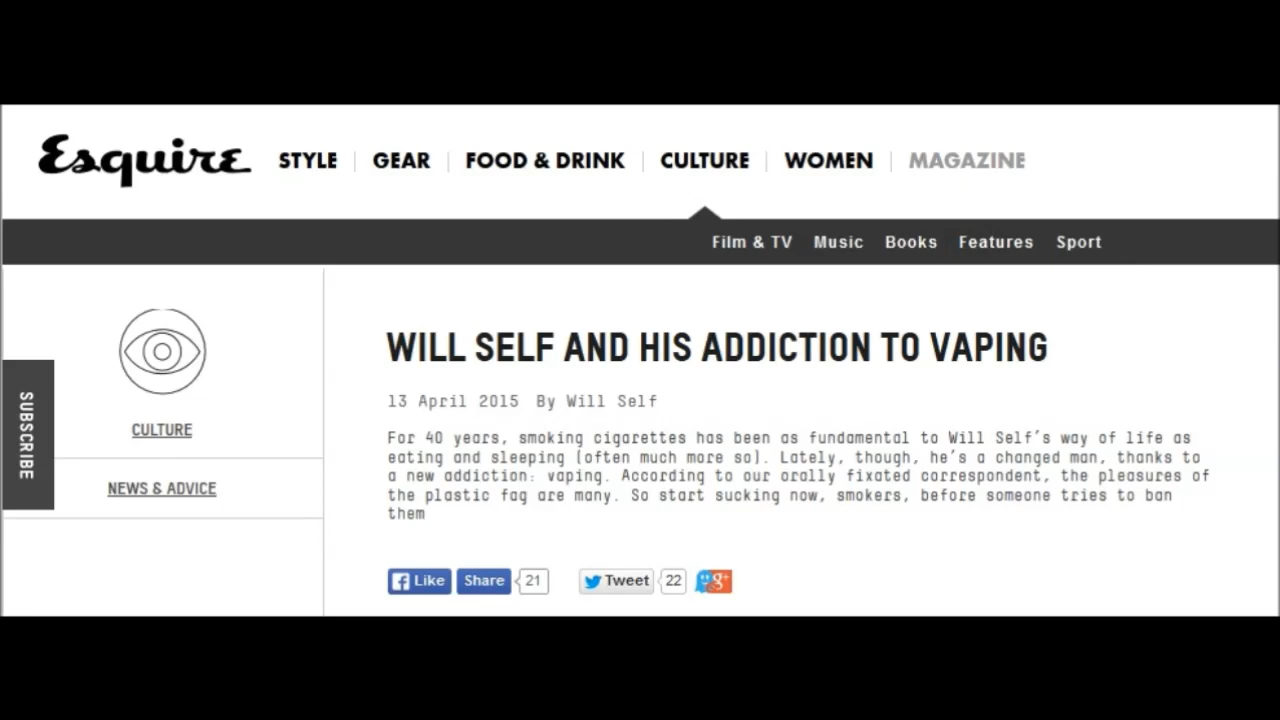 Esquire STYLE GEAR FOOD & DRINK CULTURE WOMEN MAGAZINE
Film & TV Music Books Features Sport
SUBSCRIBE
CULTURE
NEWS & ADVICE
WILL SELF AND HIS ADDICTION TO VAPING
13 April 2015 By Will Self
For 40 years, smoking cigarettes has been as fundamental to Will Self's way of life as
eating and sleeping (often much more so). Lately, though, he's a changed man, thanks to
a new addiction: vaping. According to our orally fixated correspondent, the pleasures of
the plastic fag are many. So start sucking now, smokers, before someone tries to ban
them
Like Share 21 Tweet 22 g+